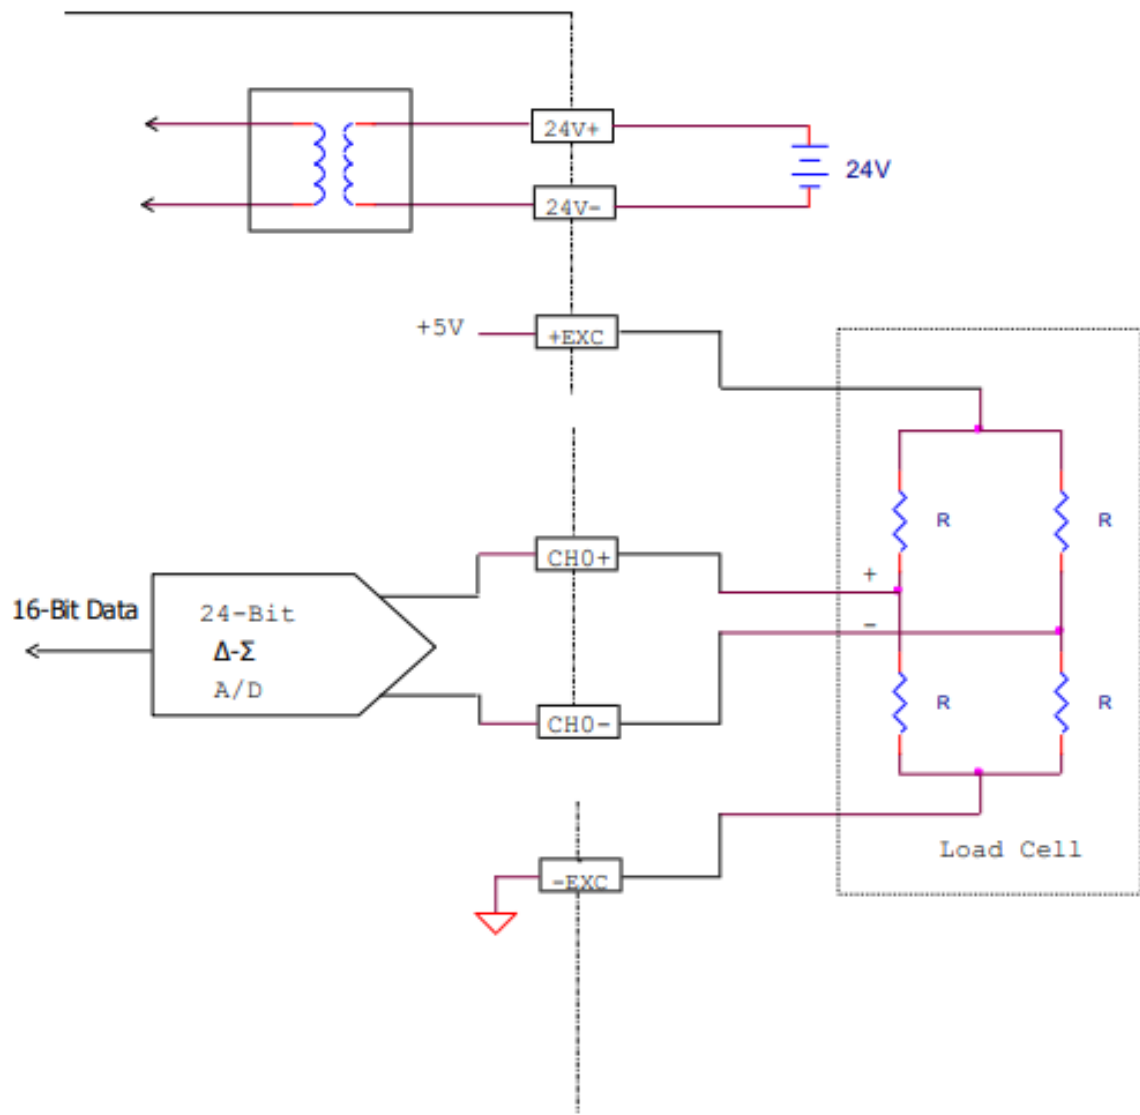 24V+
24V
24V-
+5V
+EXC
R
R
CH0+
+
16-Bit Data
24-Bit
-
Δ-Σ
A/D
R
R
CH0-
Load Cell
-EXC